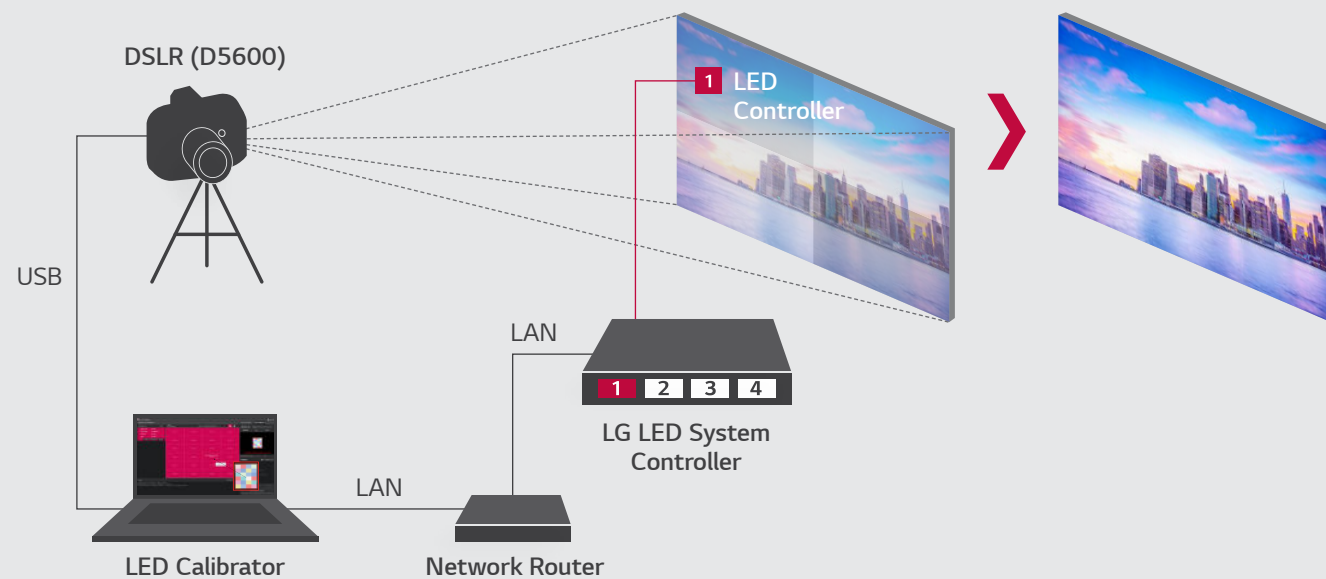 DSLR (D5600)
1 LED
Controller
USB
LAN
1 2 3 4
LG LED System
Controller
LAN
LED Calibrator
Network Router